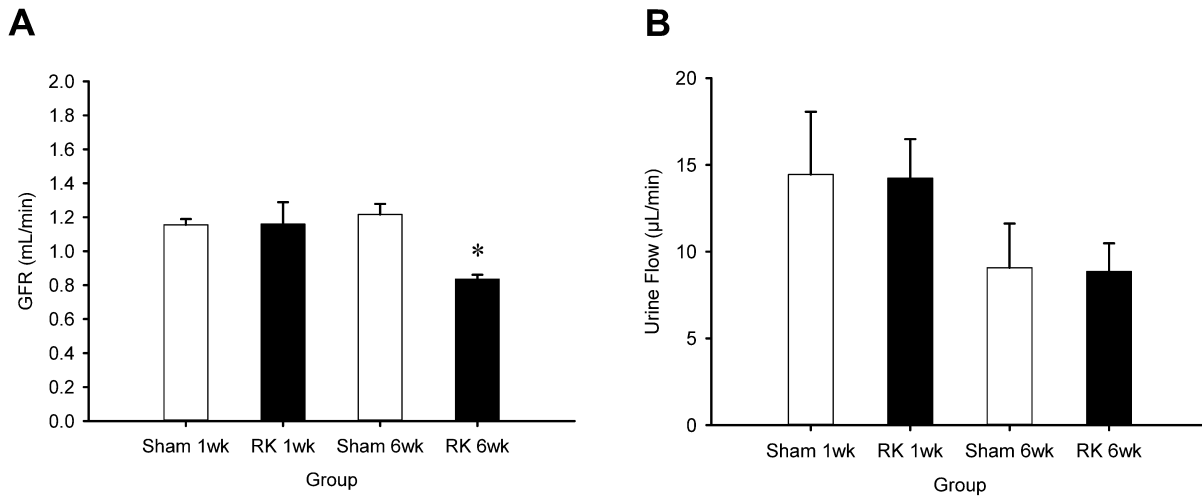 A
GFR (mL/min)
2.0
1.8
1.6
1.4
1.2
1.0
0.8
0.6
0.4
0.2
0.0
*
Sham 1wk RK 1wk Sham 6wk RK 6wk
Group
B
Urine Flow (µL/min)
20
15
10
5
0
Sham 1wk RK 1wk Sham 6wk RK 6wk
Group